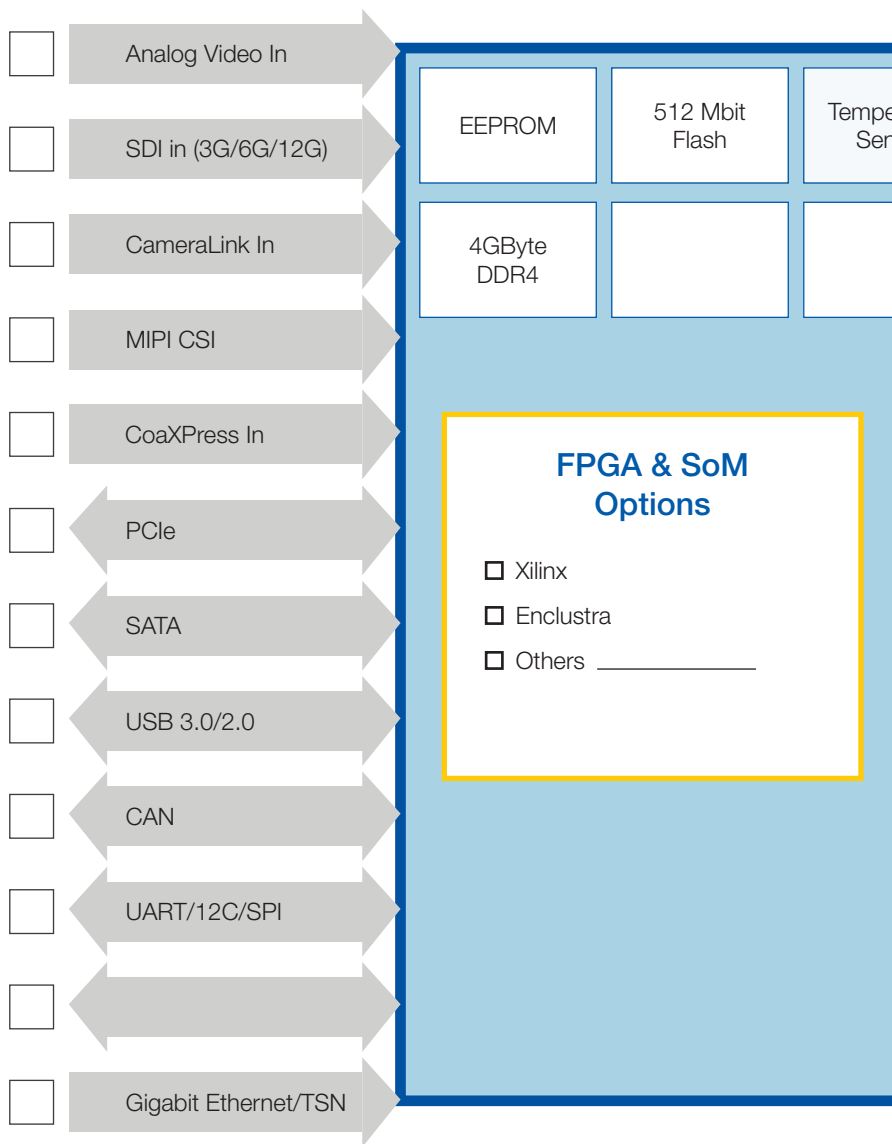 Analog Video In
SDI in (3G/6G/12G)
CameraLink In
MIPI CSI
CoaXPress In
PCIe
SATA
USB 3.0/2.0
CAN
UART/12C/SPI
Gigabit Ethernet/TSN
EEPROM
512 Mbit
Flash
4GByte
DDR4
FPGA & SoM
Options
Xilinx
Enclustra
Others